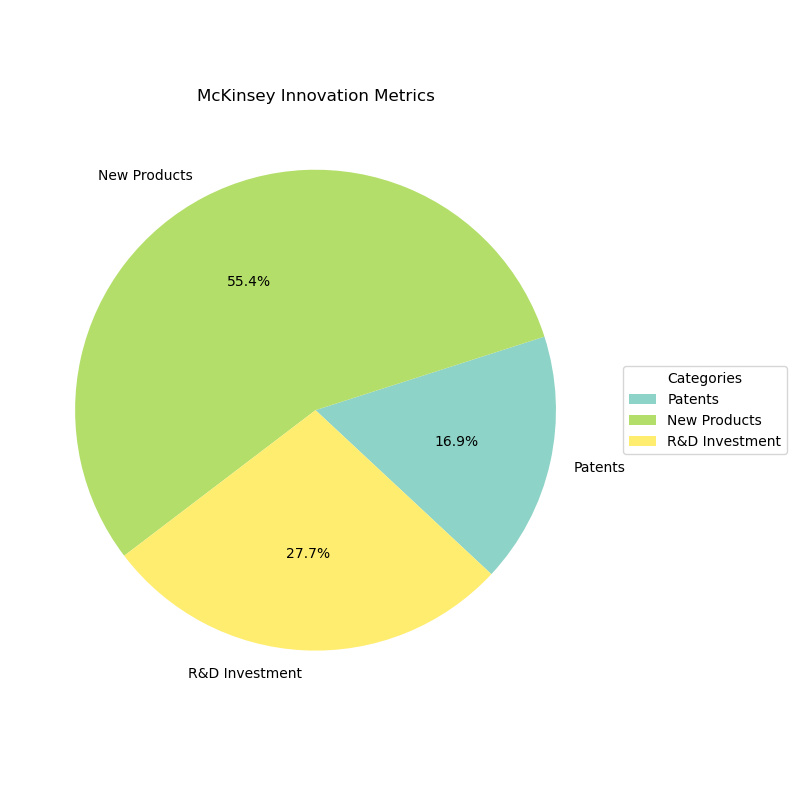 McKinsey Innovation Metrics
New Products
55.4%
Categories
Patents
New Products
R&D Investment
16.9%
Patents
27.7%
R&D Investment